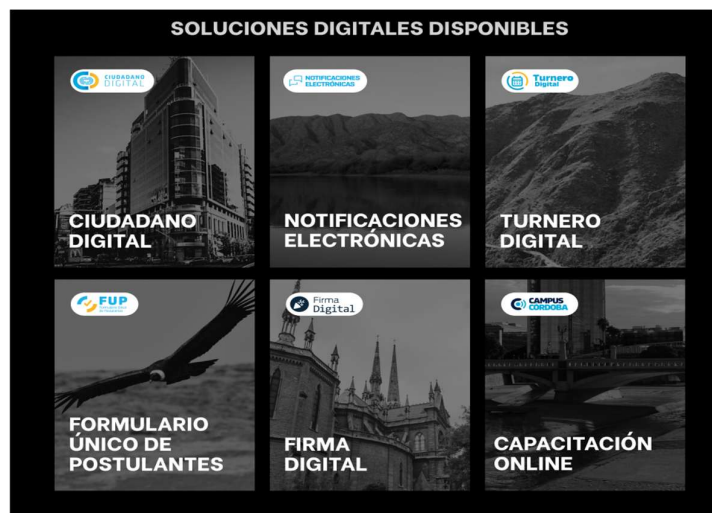 SOLUCIONES DIGITALES DISPONIBLES
CIUDADANO
DIGITAL
CIUDADANO
DIGITAL
NOTIFICACIONES
ELECTRÓNICAS
NOTIFICACIONES
ELECTRÓNICAS
Turnero
Digital
TURNERO
DIGITAL
FUP
FORMULARIO
ÚNICO DE
POSTULANTES
Firma
Digital
FIRMA
DIGITAL
CAMPUS
CÓRDOBA
CAPACITACIÓN
ONLINE